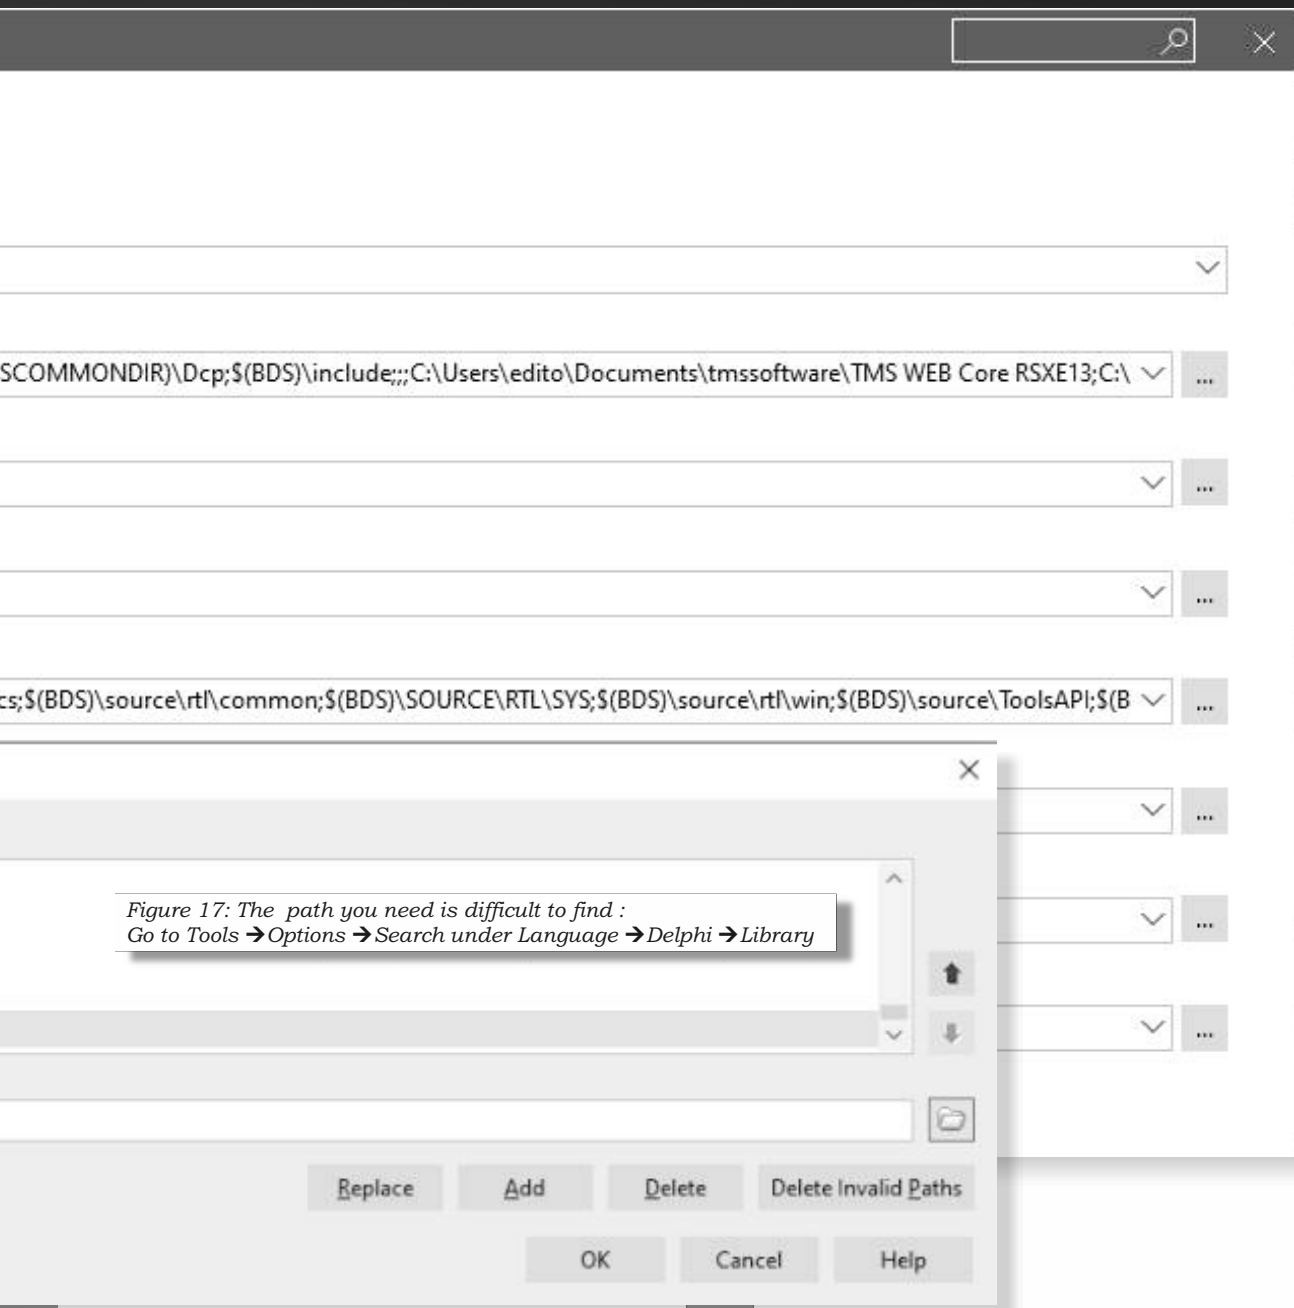 SCOMMONDIR)\Dcp;$(BDS)\include;;;C:\Users\edito\Documents\tmssoftware\TMS WEB Core RSXE13;C:\
...
...
...
cs;$(BDS)\source\rtl\common;$(BDS)\SOURCE\RTL\SYS;$(BDS)\source\rtl\win;$(BDS)\source\ToolsAPI;$(B
...
...
Figure 17: The path you need is difficult to find :
Go to Tools ➔Options ➔Search under Language ➔Delphi ➔Library
...
...
Replace Add Delete Delete Invalid Paths
OK Cancel Help